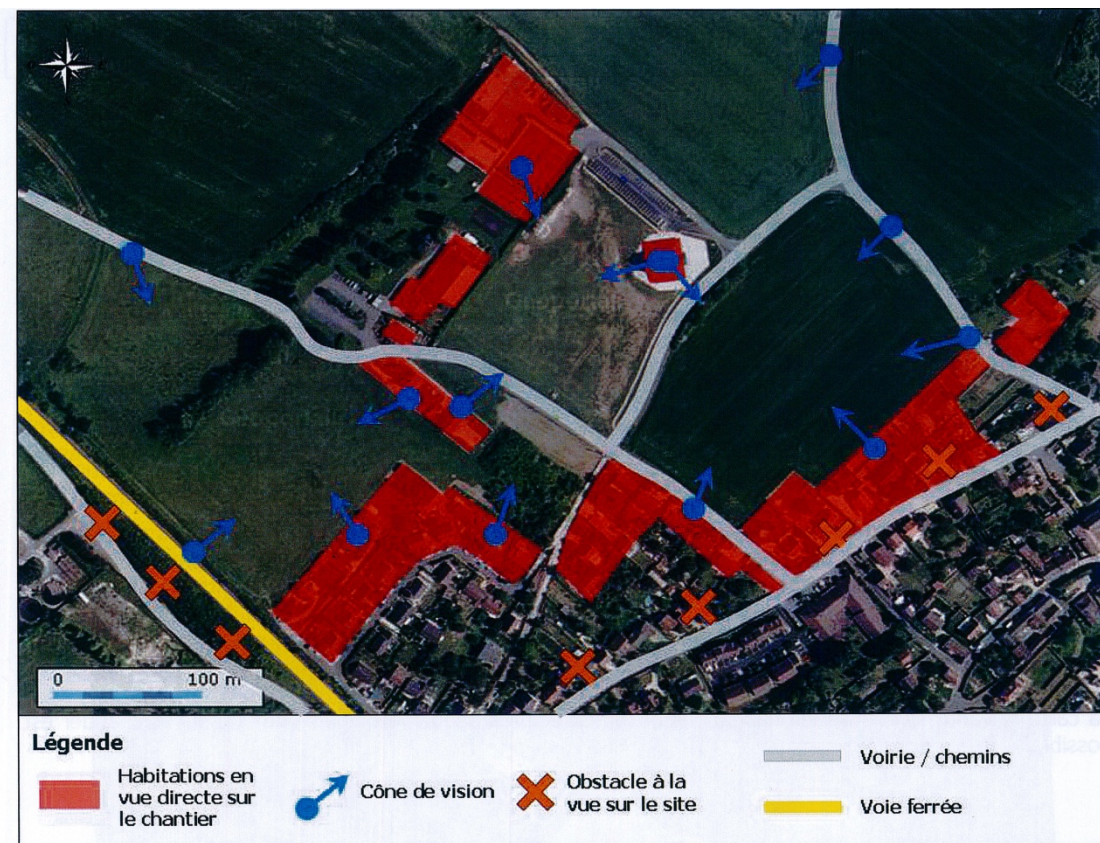 0 100 m
Légende
Habitations en
vue directe sur
le chantier
Cône de vision
Obstacle à la
vue sur le site
Voirie / chemins
Voie ferrée